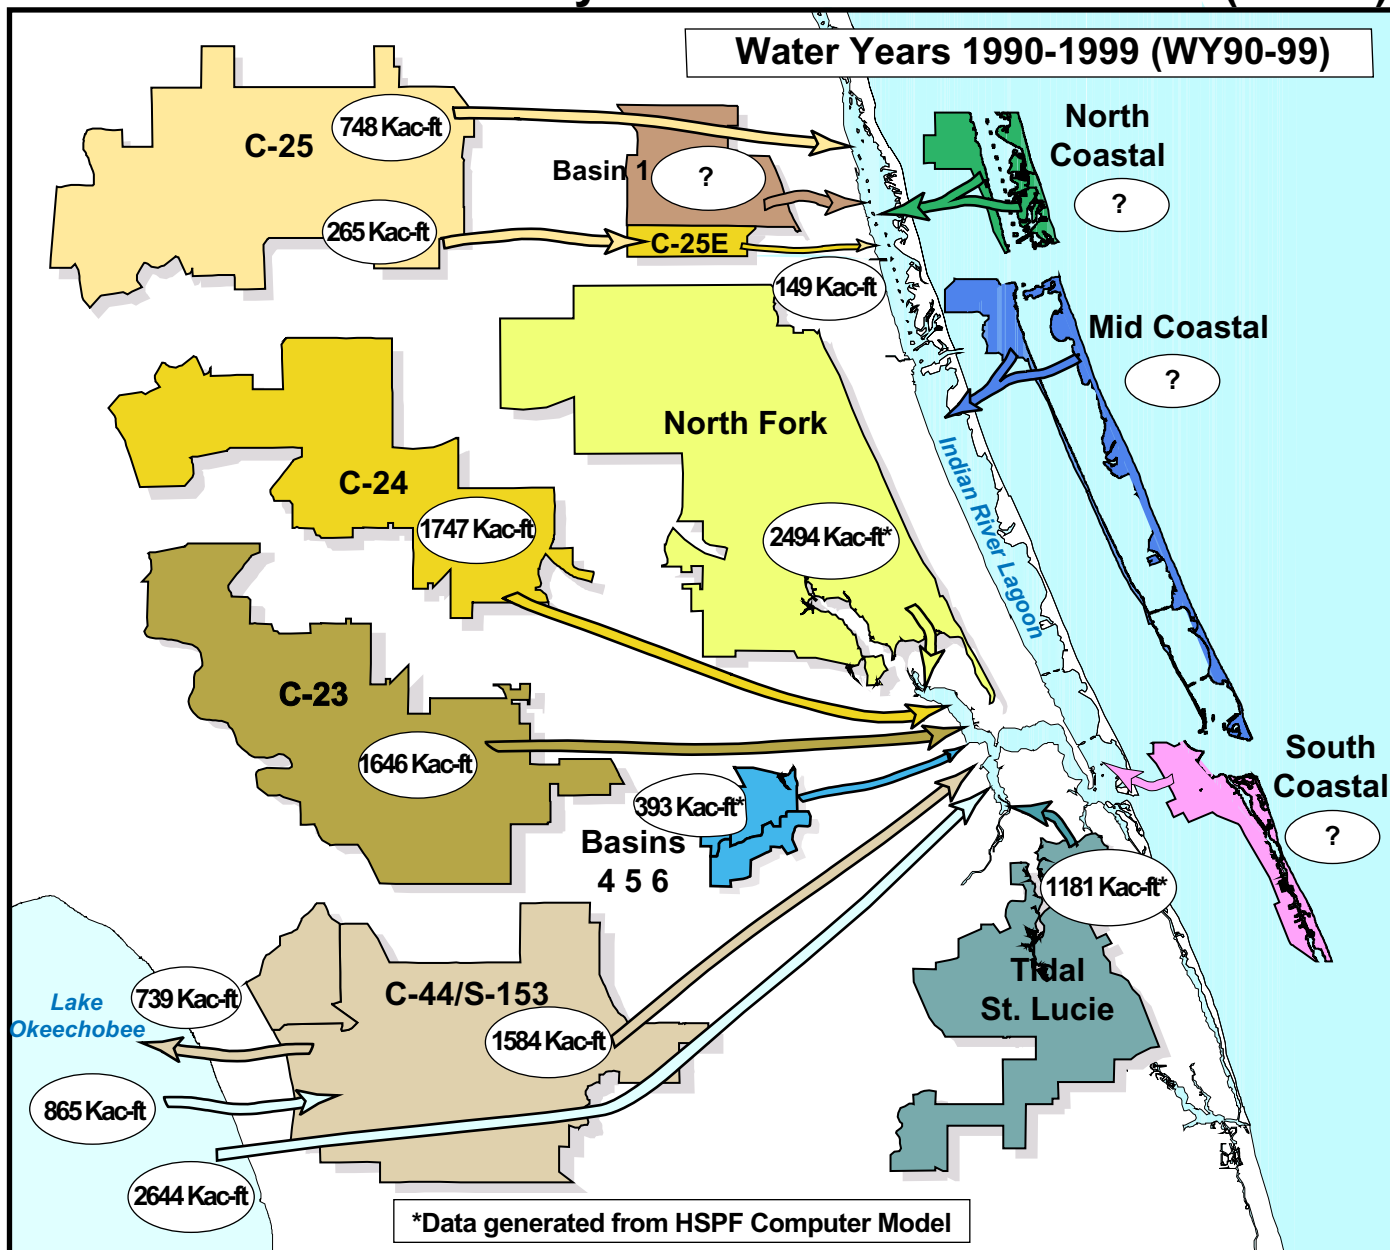 Water Years 1990-1999 (WY90-99)
North
Coastal
?
748 Kac-ft
C-25
Basin 1
?
265 Kac-ft
C-25E
149 Kac-ft
Mid Coastal
?
North Fork
C-24
1747 Kac-ft
2494 Kac-ft*
Indian River Lagoon
C-23
1646 Kac-ft
393 Kac-ft*
Basins
4 5 6
South
Coastal
?
1181 Kac-ft*
Tidal
St. Lucie
Lake
Okeechobee
739 Kac-ft
C-44/S-153
1584 Kac-ft
865 Kac-ft
2644 Kac-ft
*Data generated from HSPF Computer Model